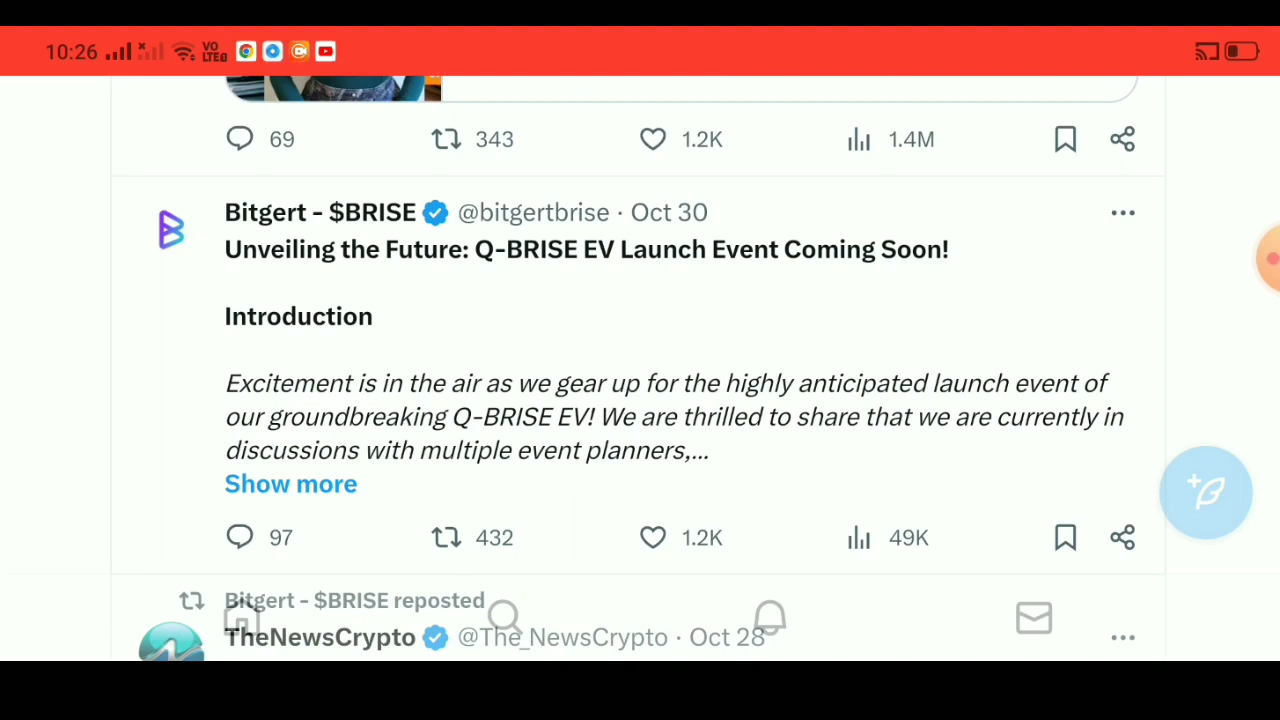 10:26 VO LTE
69 343 1.2K 1.4M
Bitgert - $BRISE @bitgertbrise · Oct 30 ...
Unveiling the Future: Q-BRISE EV Launch Event Coming Soon!
Introduction
Excitement is in the air as we gear up for the highly anticipated launch event of
our groundbreaking Q-BRISE EV! We are thrilled to share that we are currently in
discussions with multiple event planners,...
Show more
97 432 1.2K 49K
Bitgert - $BRISE reposted
TheNewsCrypto @The_NewsCrypto · Oct 28 ...